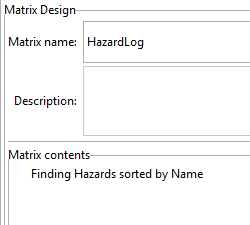 Matrix Design
Matrix name: HazardLog
Description:
Matrix contents
Finding Hazards sorted by Name